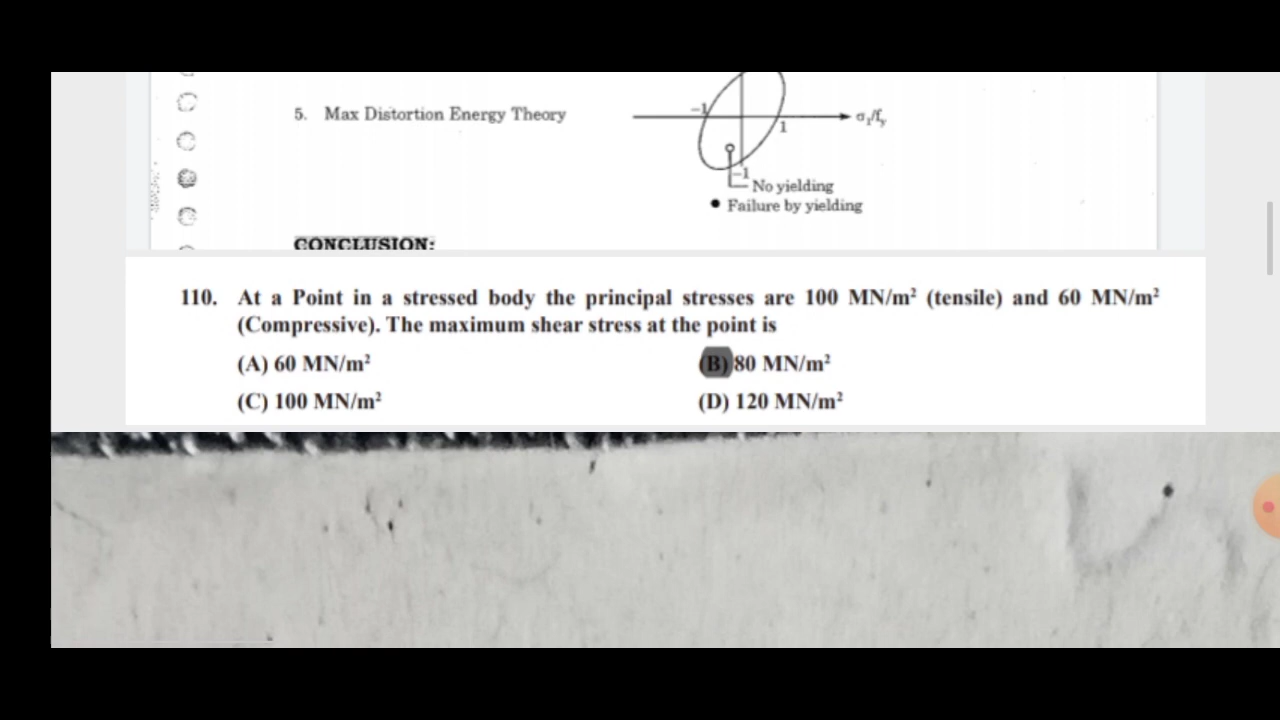 5. Max Distortion Energy Theory
-1
1
σ₁/fy
-1
No yielding
• Failure by yielding
CONCLUSION:
110. At a Point in a stressed body the principal stresses are 100 MN/m² (tensile) and 60 MN/m²
(Compressive). The maximum shear stress at the point is
(A) 60 MN/m² (B) 80 MN/m²
(C) 100 MN/m² (D) 120 MN/m²